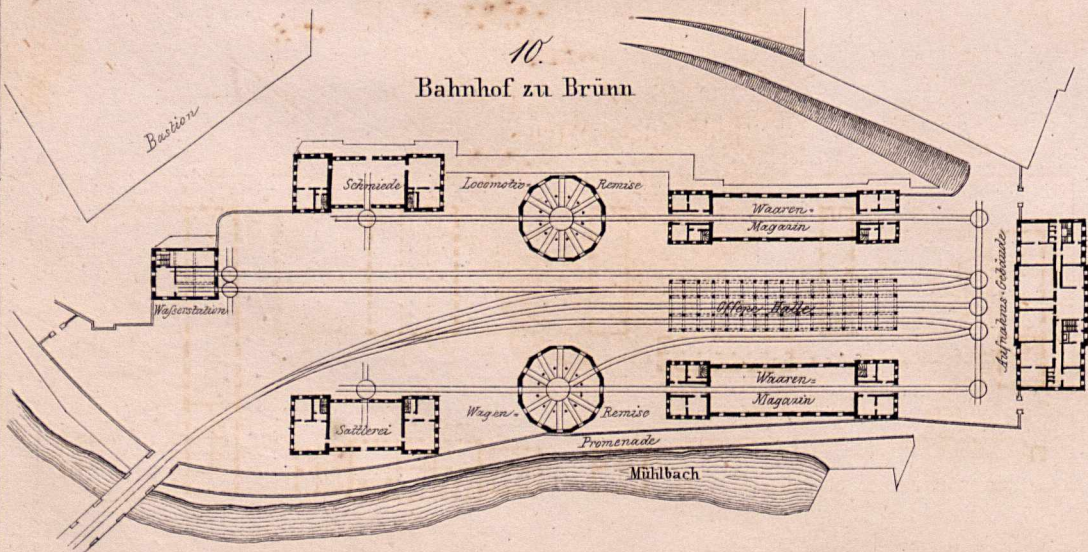 10.
Bahnhof zu Brünn
Bastion
Schmiede
Locomotiv-
Remise
Waaren-
Magazin
Aufnahms-Gebäude
Waßerstation
Offene Halle
Waaren-
Magazin
Wagen-
Remise
Sattlerei
Promenade
Mühlbach